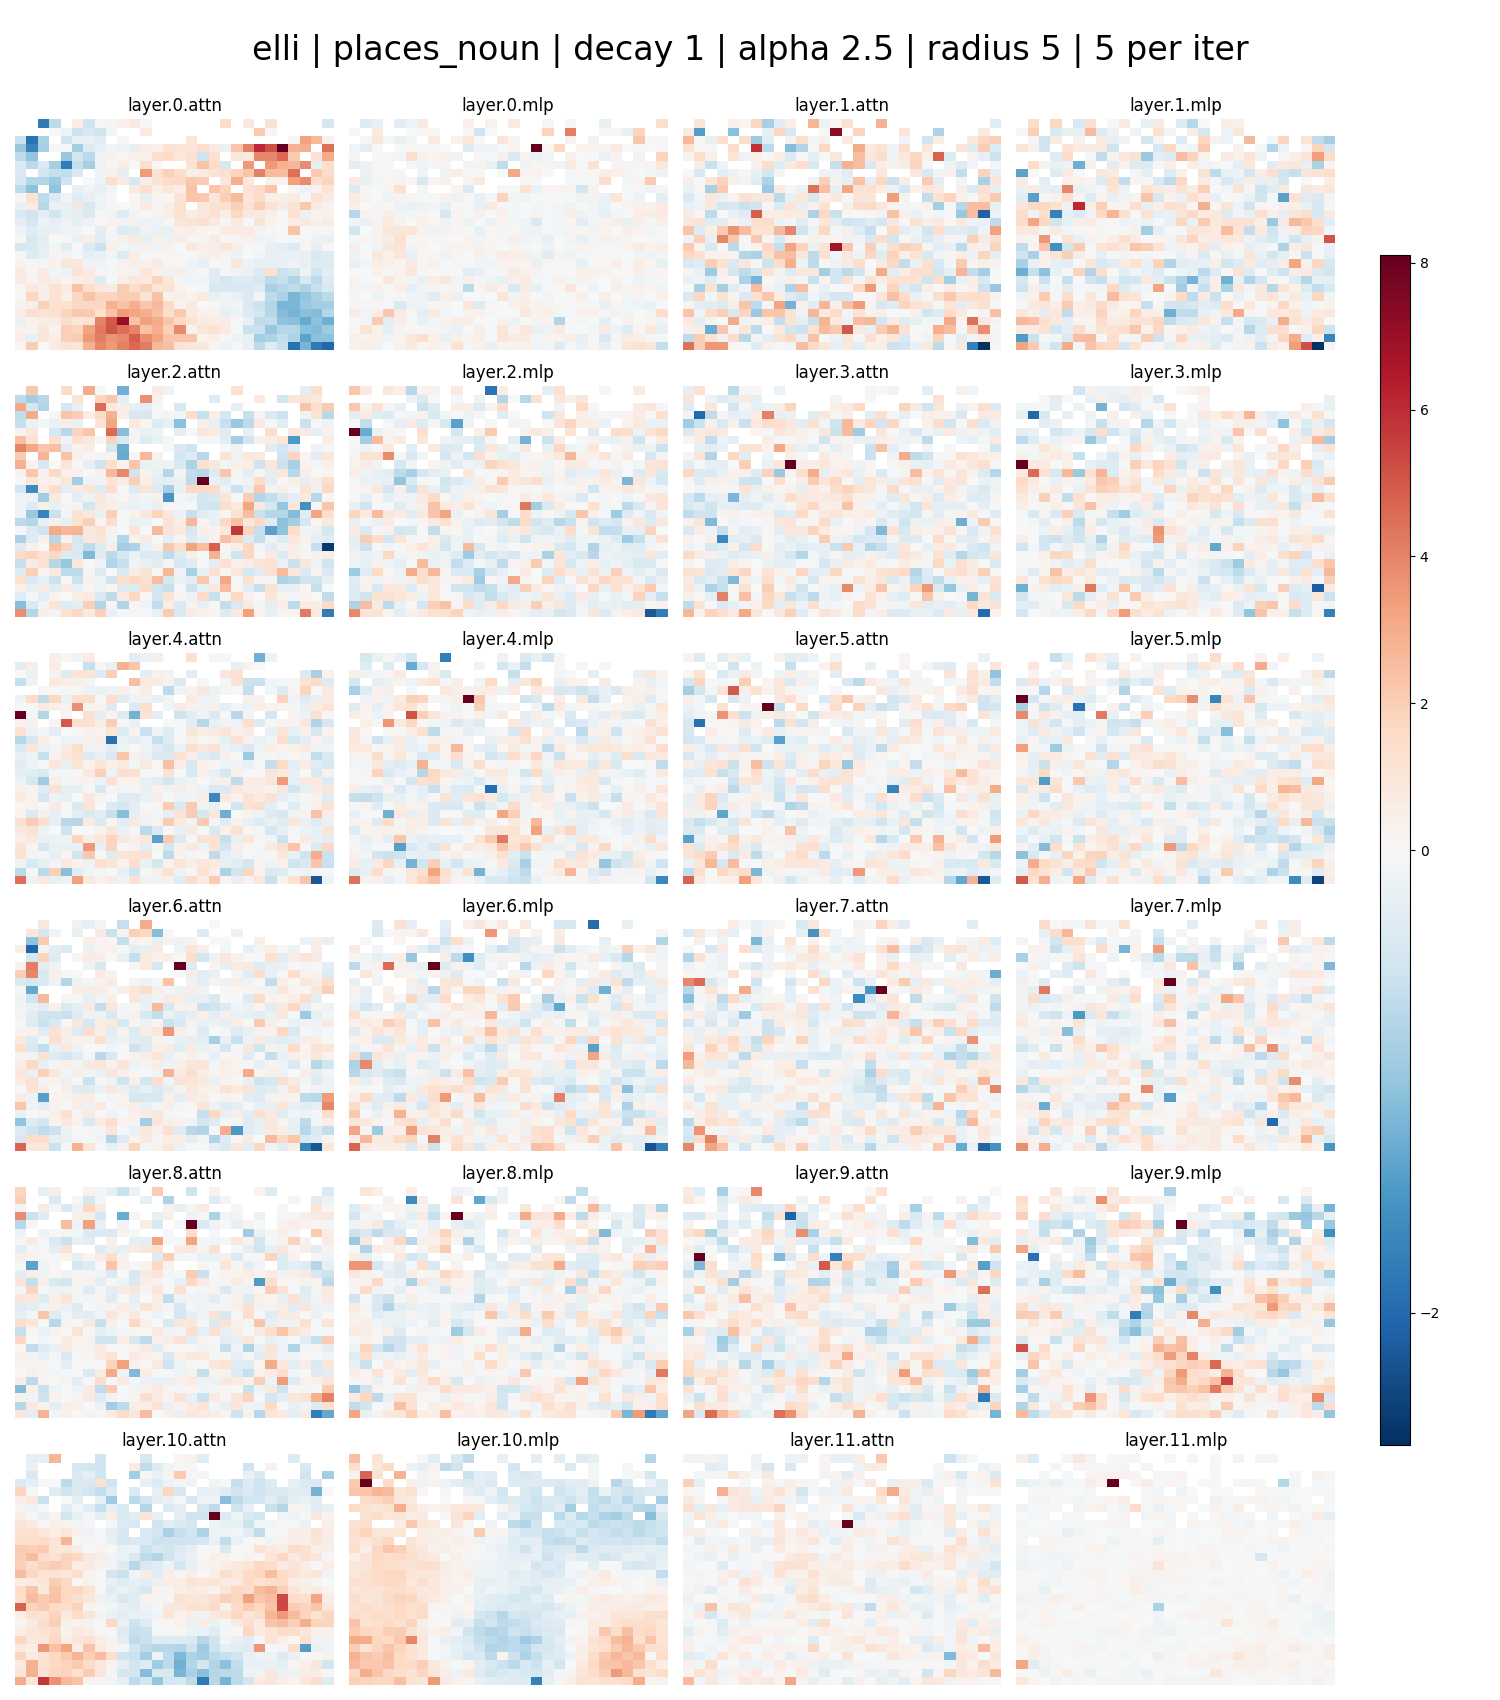 elli | places_noun | decay 1 | alpha 2.5 | radius 5 | 5 per iter
layer.0.attn layer.0.mlp layer.1.attn layer.1.mlp
8
6
layer.2.attn layer.2.mlp layer.3.attn layer.3.mlp
4
layer.4.attn layer.4.mlp layer.5.attn layer.5.mlp
2
0
layer.6.attn layer.6.mlp layer.7.attn layer.7.mlp
layer.8.attn layer.8.mlp layer.9.attn layer.9.mlp
−2
layer.10.attn layer.10.mlp layer.11.attn layer.11.mlp